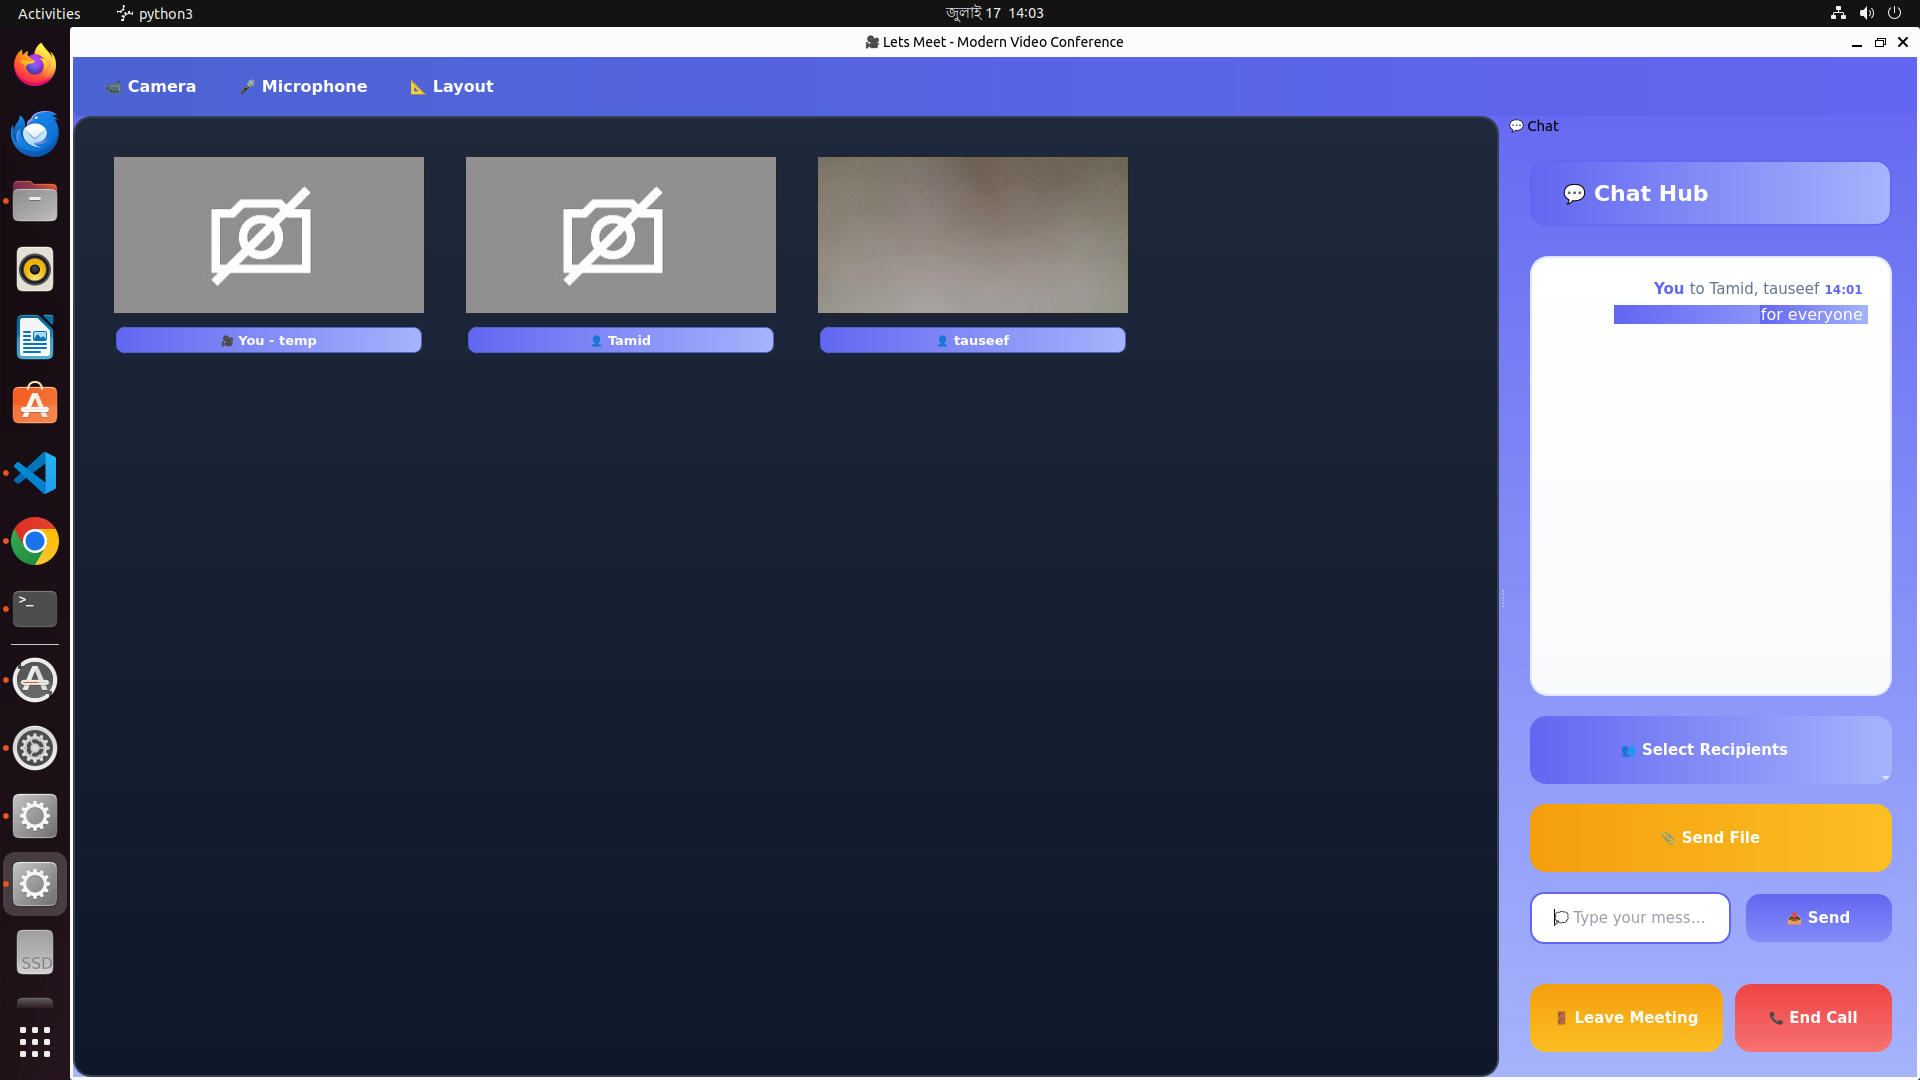 Activities
python3
জুলাই 17 14:03
Lets Meet - Modern Video Conference
Camera
Microphone
Layout
Chat
Chat Hub
You to Tamid, tauseef 14:01
for everyone
You - temp
Tamid
tauseef
Select Recipients
Send File
Type your mess...
Send
Leave Meeting
End Call
>_
SSD